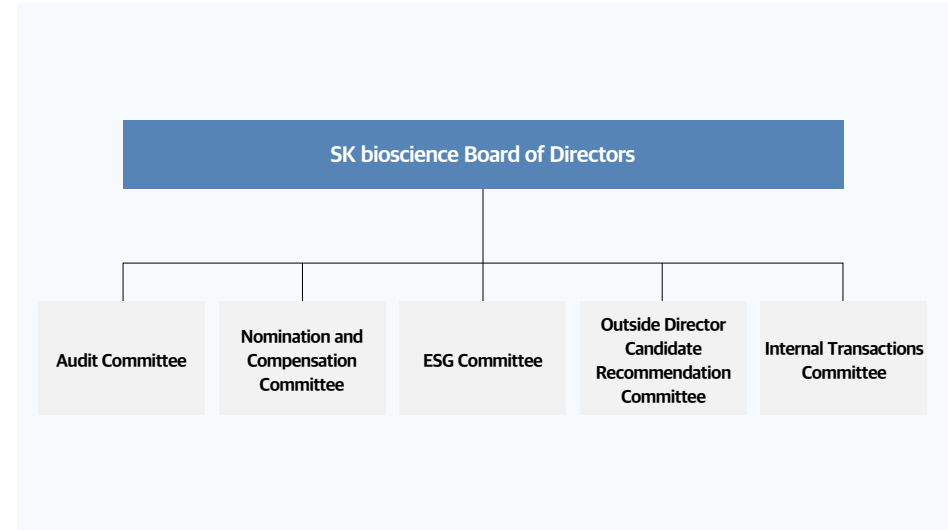 SK bioscience Board of Directors
Audit Committee
Nomination and
Compensation
Committee
ESG Committee
Outside Director
Candidate
Recommendation
Committee
Internal Transactions
Committee